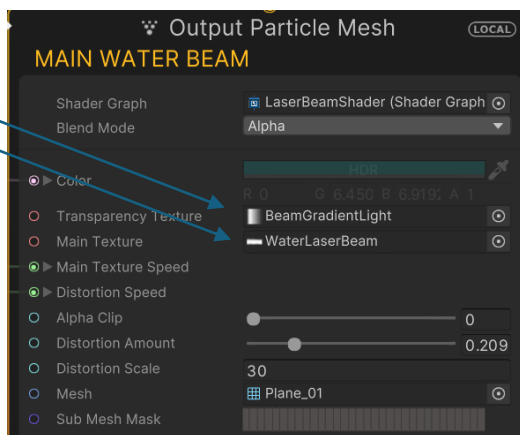 Output Particle Mesh LOCAL
MAIN WATER BEAM
Shader Graph LaserBeamShader (Shader Graph
Blend Mode Alpha
Color HDR
R 0 G 6.450 B 6.919 A 1
Transparency Texture BeamGradientLight
Main Texture WaterLaserBeam
Main Texture Speed
Distortion Speed
Alpha Clip 0
Distortion Amount 0.209
Distortion Scale 30
Mesh Plane_01
Sub Mesh Mask